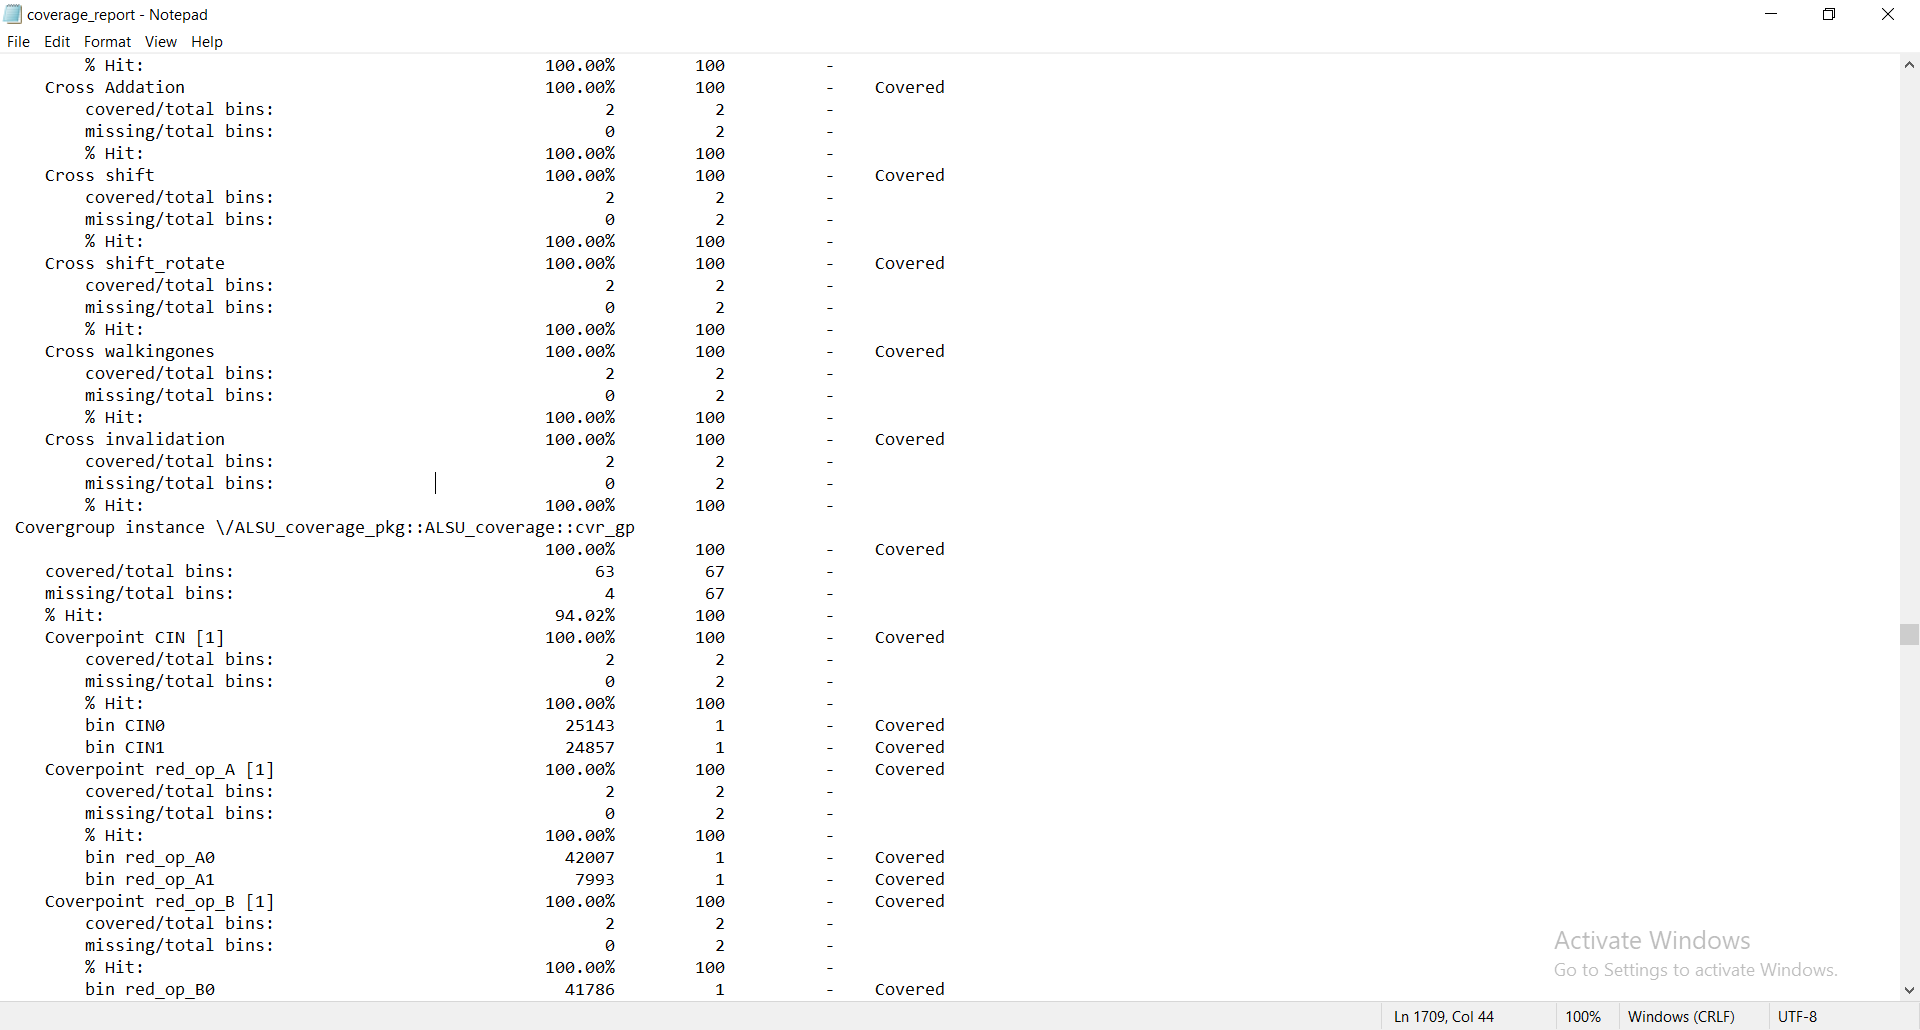 coverage_report - Notepad
File Edit Format View Help
% Hit: 100.00% 100 -
Cross Addation 100.00% 100 - Covered
covered/total bins: 2 2 -
missing/total bins: 0 2 -
% Hit: 100.00% 100 -
Cross shift 100.00% 100 - Covered
covered/total bins: 2 2 -
missing/total bins: 0 2 -
% Hit: 100.00% 100 -
Cross shift_rotate 100.00% 100 - Covered
covered/total bins: 2 2 -
missing/total bins: 0 2 -
% Hit: 100.00% 100 -
Cross walkingones 100.00% 100 - Covered
covered/total bins: 2 2 -
missing/total bins: 0 2 -
% Hit: 100.00% 100 -
Cross invalidation 100.00% 100 - Covered
covered/total bins: 2 2 -
missing/total bins: 0 2 -
% Hit: 100.00% 100 -
Covergroup instance \/ALSU_coverage_pkg::ALSU_coverage::cvr_gp
100.00% 100 - Covered
covered/total bins: 63 67 -
missing/total bins: 4 67 -
% Hit: 94.02% 100 -
Coverpoint CIN [1] 100.00% 100 - Covered
covered/total bins: 2 2 -
missing/total bins: 0 2 -
% Hit: 100.00% 100 -
bin CIN0 25143 1 - Covered
bin CIN1 24857 1 - Covered
Coverpoint red_op_A [1] 100.00% 100 - Covered
covered/total bins: 2 2 -
missing/total bins: 0 2 -
% Hit: 100.00% 100 -
bin red_op_A0 42007 1 - Covered
bin red_op_A1 7993 1 - Covered
Coverpoint red_op_B [1] 100.00% 100 - Covered
covered/total bins: 2 2 -
missing/total bins: 0 2 -
% Hit: 100.00% 100 -
bin red_op_B0 41786 1 - Covered
Activate Windows
Go to Settings to activate Windows.
Ln 1709, Col 44 100% Windows (CRLF) UTF-8